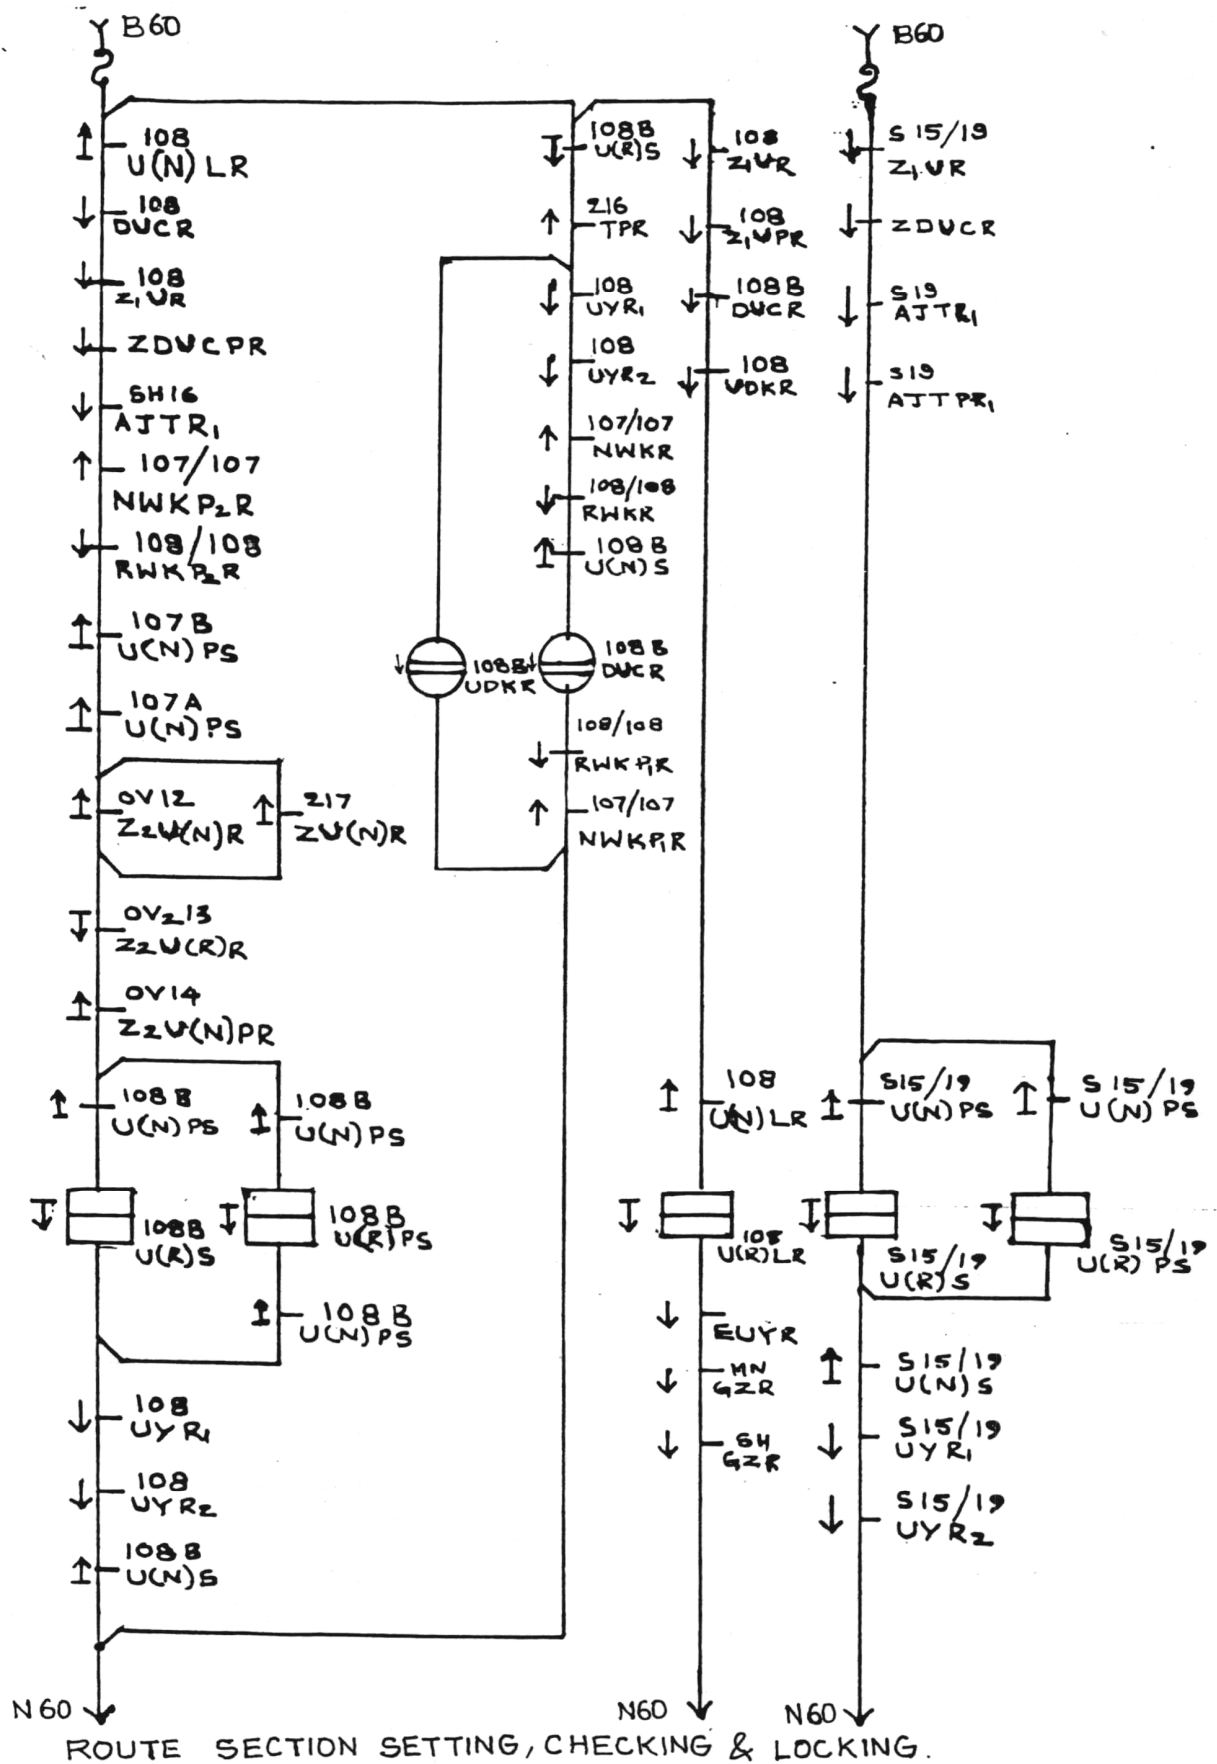 B60
108
U(N)LR
108
DUCR
108
Z₁UR
ZDUCPR
SH16
AJTR₁
107/107
NWKP₂R
108/108
RWKP₂R
107B
U(N)PS
107A
U(N)PS
OV12
Z₂U(N)R
217
ZU(N)R
OV₂13
Z₂U(R)R
OV14
Z₂U(N)PR
108B
U(N)PS
108B
U(N)PS
108B
U(R)S
108B
U(R)PS
108B
U(N)PS
108
UYR₁
108
UYR₂
108B
U(N)S
N60
108B
U(R)S
216
TPR
108
UYR₁
108
UYR₂
107/107
NWKR
108/108
RWKR
108B
U(N)S
108B
UDKR
108B
DUCR
108/108
RWKP₁R
107/107
NWKP₁R
108
Z₁UR
108
Z₁UPR
108B
DUCR
108
UDKR
108
U(N)LR
108
U(R)LR
EUYR
MN
GZR
SH
GZR
N60
B60
S15/19
Z₁UR
ZDUCR
S19
AJTR₁
S19
AJTPR₁
S15/19
U(N)PS
S15/19
U(N)PS
S15/19
U(R)S
S15/19
U(R)PS
S15/19
U(N)S
S15/19
UYR₁
S15/19
UYR₂
N60
ROUTE SECTION SETTING, CHECKING & LOCKING.